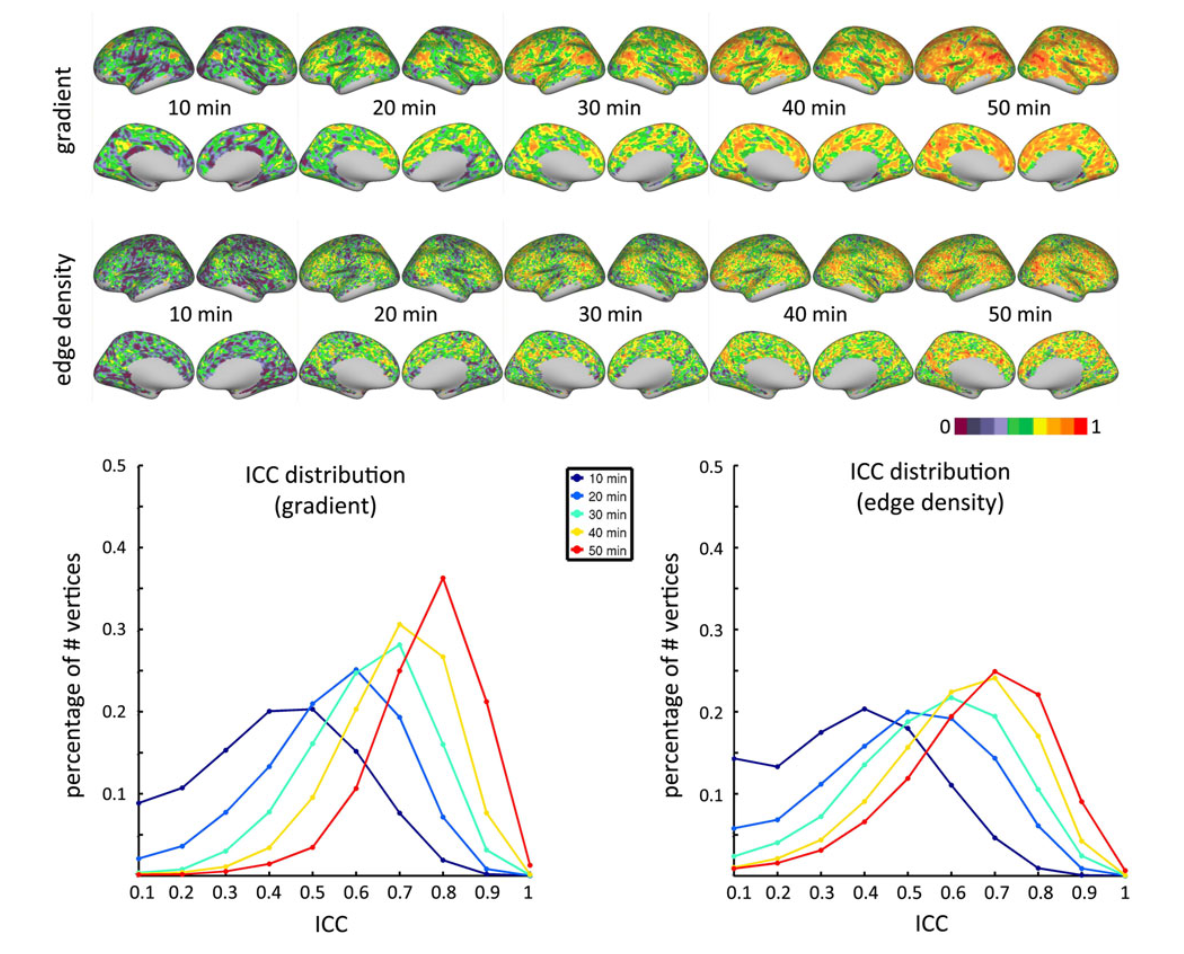 gradient
10 min 20 min 30 min 40 min 50 min
edge density
10 min 20 min 30 min 40 min 50 min
0 1
ICC distribution
(gradient)
percentage of # vertices
0.5
0.4
0.3
0.2
0.1
0.1 0.2 0.3 0.4 0.5 0.6 0.7 0.8 0.9 1
ICC
10 min
20 min
30 min
40 min
50 min
ICC distribution
(edge density)
percentage of # vertices
0.5
0.4
0.3
0.2
0.1
0.1 0.2 0.3 0.4 0.5 0.6 0.7 0.8 0.9 1
ICC